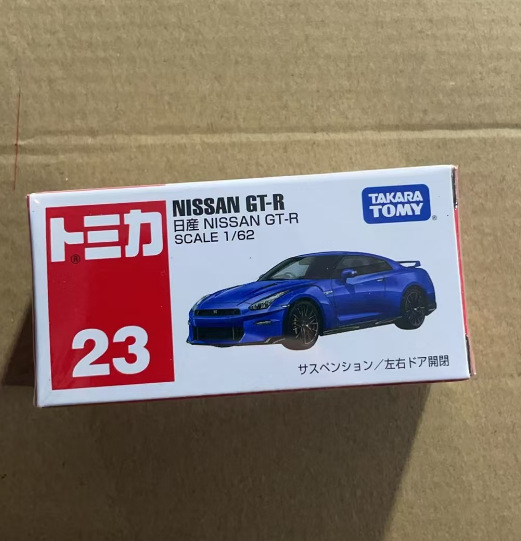 トミカ
®
23
NISSAN GT-R
日産 NISSAN GT-R
SCALE 1/62
TAKARA
TOMY
®
サスペンション/左右ドア開閉